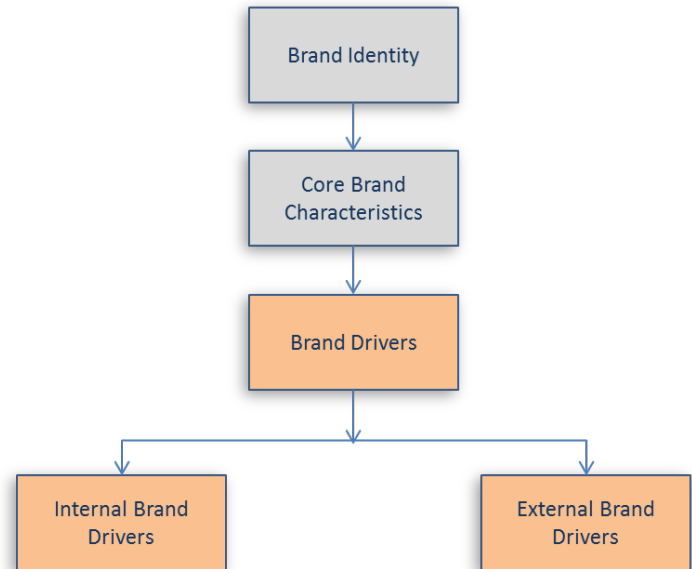 Brand Identity
Core Brand
Characteristics
Brand Drivers
Internal Brand
Drivers
External Brand
Drivers